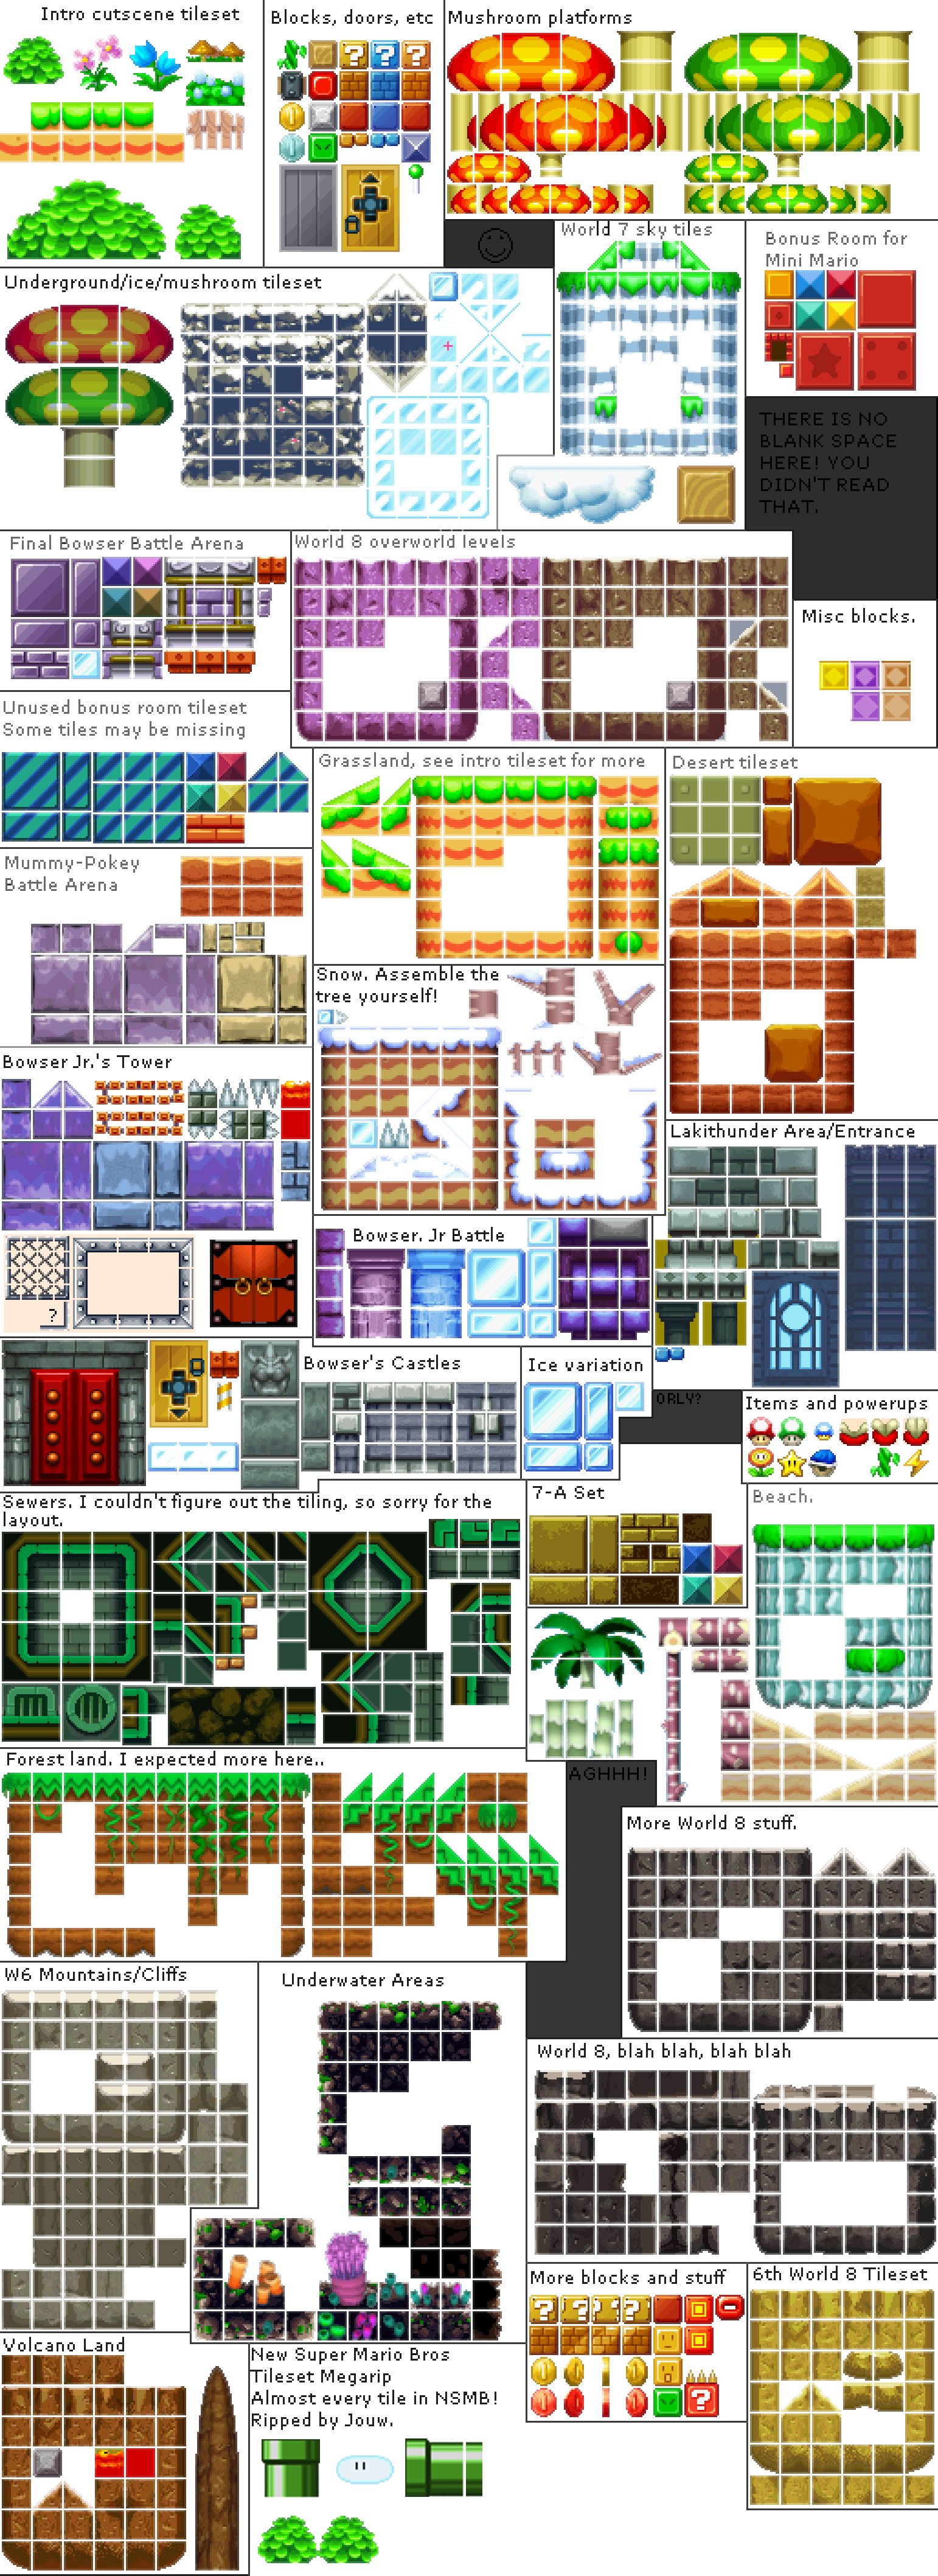 Intro cutscene tileset
Blocks, doors, etc
Mushroom platforms
World 7 sky tiles
Bonus Room for
Mini Mario
Underground/ice/mushroom tileset
THERE IS NO
BLANK SPACE
HERE! YOU
DIDN'T READ
THAT.
Final Bowser Battle Arena
World 8 overworld levels
Misc blocks.
Unused bonus room tileset
Some tiles may be missing
Grassland, see intro tileset for more
Desert tileset
Mummy-Pokey
Battle Arena
Snow. Assemble the
tree yourself!
Bowser Jr.'s Tower
Lakithunder Area/Entrance
Bowser. Jr Battle
?
Bowser's Castles
Ice variation
ORLY?
Items and powerups
Sewers. I couldn't figure out the tiling, so sorry for the
layout.
7-A Set
Beach.
Forest land. I expected more here..
AGHHH!
More World 8 stuff.
W6 Mountains/Cliffs
Underwater Areas
World 8, blah blah, blah blah
More blocks and stuff
6th World 8 Tileset
Volcano Land
New Super Mario Bros
Tileset Megarip
Almost every tile in NSMB!
Ripped by Jouw.